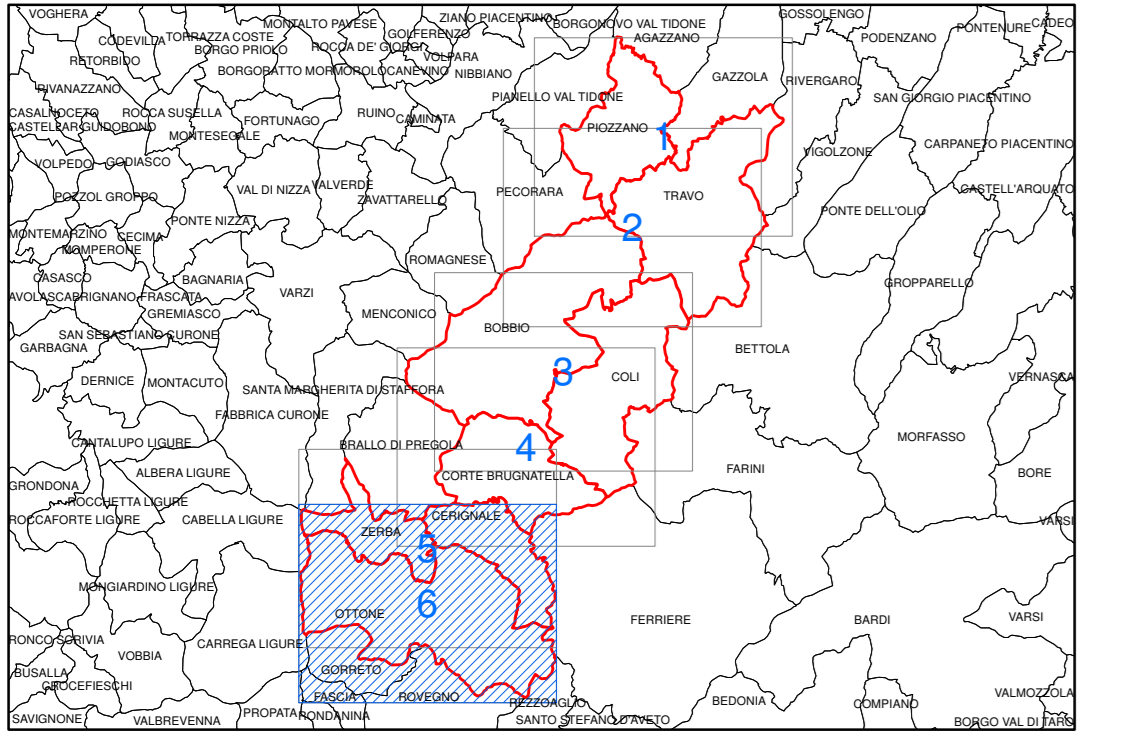 VOGHERA
MONTALTO PAVESE
ZIANO PIACENTINO
BORGONOVO VAL TIDONE
GOSSOLENGO
CADEO
PONTENURE
CODEVILLA
TORRAZZA COSTE
GOLFERENZO
AGAZZANO
PODENZANO
BORGO PRIOLO
ROCCA DE' GIORGI
RETORBIDO
VOLPARA
BORGORATTO MORMOROLO
CANEVINO
NIBBIANO
GAZZOLA
RIVERGARO
RIVANAZZANO
PIANELLO VAL TIDONE
SAN GIORGIO PIACENTINO
CASALNOCETO
ROCCA SUSELLA
FORTUNAGO
RUINO
CAMINATA
CASTELLAR GUIDOBONO
MONTESEGALE
PIOZZANO
1
VIGOLZONE
CARPANETO PIACENTINO
VOLPEDO
GODIASCO
POZZOL GROPPO
VAL DI NIZZA
VALVERDE
ZAVATTARELLO
PECORARA
TRAVO
CASTELL'ARQUATO
PONTE NIZZA
2
PONTE DELL'OLIO
MONTEMARZINO
CECIMA
MOMPERONE
ROMAGNESE
CASASCO
BAGNARIA
VARZI
GROPPARELLO
AVOLASCA
BRIGNANO-FRASCATA
GREMIASCO
MENCONICO
BOBBIO
SAN SEBASTIANO CURONE
GARBAGNA
BETTOLA
DERNICE
MONTACUTO
SANTA MARGHERITA DI STAFFORA
3
COLI
VERNASCA
FABBRICA CURONE
CANTALUPO LIGURE
BRALLO DI PREGOLA
4
MORFASSO
ALBERA LIGURE
CORTE BRUGNATELLA
FARINI
BORE
GRONDONA
ROCCHETTA LIGURE
ROCCAFORTE LIGURE
CABELLA LIGURE
CERIGNALE
VARSI
ZERBA
5
MONGIARDINO LIGURE
6
OTTONE
FERRIERE
BARDI
VARSI
RONCO SCRIVIA
CARREGA LIGURE
VOBBIA
BUSALLA
GORRETO
CROCEFIESCHI
FASCIA
ROVEGNO
REZZOAGLIO
BEDONIA
COMPIANO
VALMOZZOLA
SAVIGNONE
VALBREVENNA
PROPATA
RONDANINA
SANTO STEFANO D'AVETO
BORGO VAL DI TARO